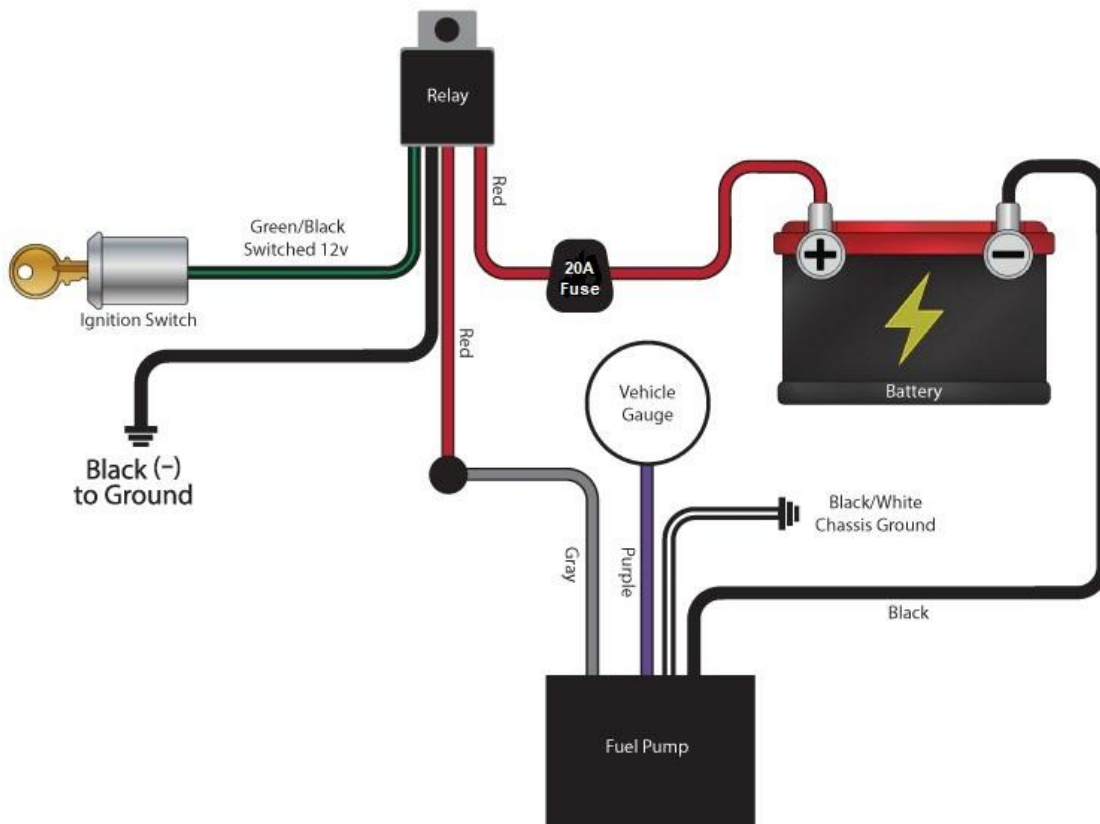 Relay
Red
Green/Black
Switched 12v
20A
Fuse
Ignition Switch
Red
Vehicle
Gauge
Battery
Black (-)
to Ground
Black/White
Chassis Ground
Gray
Purple
Black
Fuel Pump